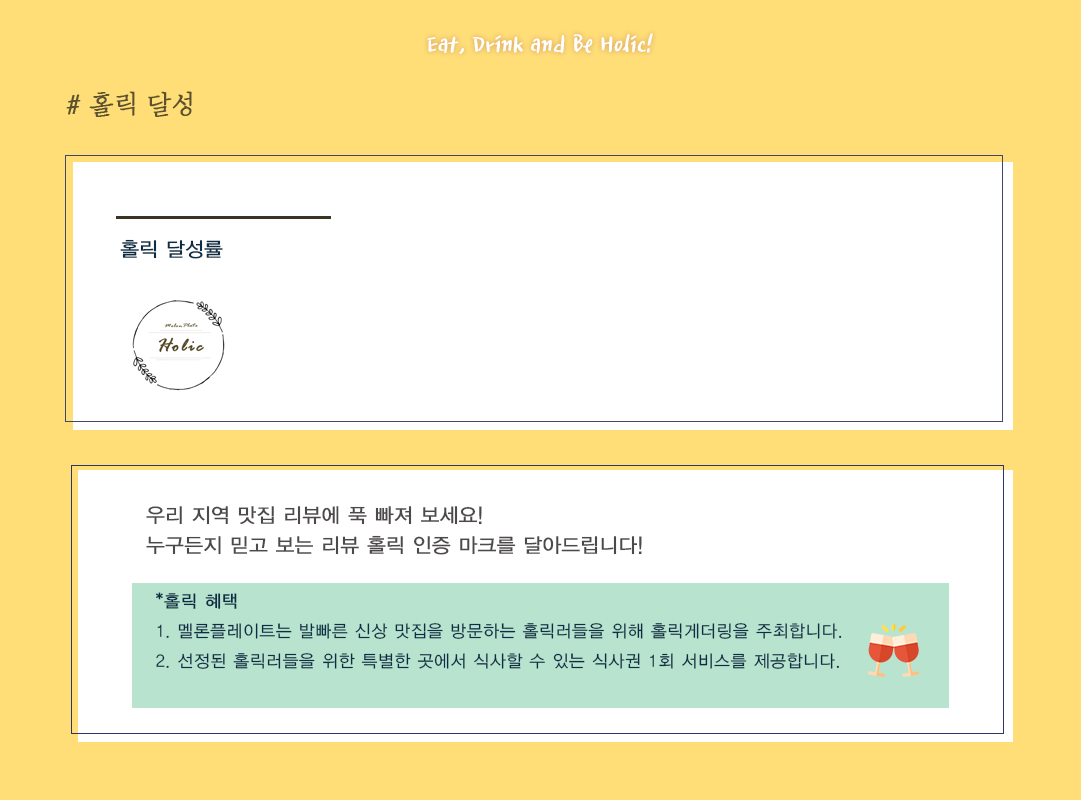 Eat, Drink and Be Holic!
# 홀릭 달성
홀릭 달성률
Melon Plate
Holic
우리 지역 맛집 리뷰에 푹 빠져 보세요!
누구든지 믿고 보는 리뷰 홀릭 인증 마크를 달아드립니다!
*홀릭 혜택
1. 멜론플레이트는 발빠른 신상 맛집을 방문하는 홀릭러들을 위해 홀릭게더링을 주최합니다.
2. 선정된 홀릭러들을 위한 특별한 곳에서 식사할 수 있는 식사권 1회 서비스를 제공합니다.